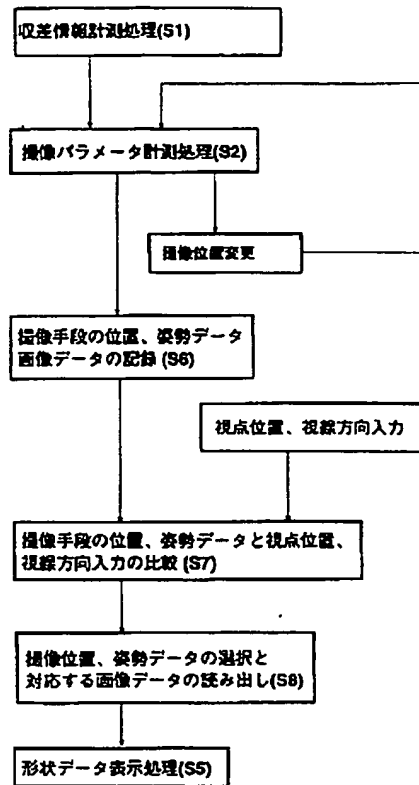 収差情報計測処理(S1)
撮像パラメータ計測処理(S2)
撮像位置変更
撮像手段の位置、姿勢データ
画像データの記録 (S6)
視点位置、視線方向入力
撮像手段の位置、姿勢データと視点位置、
視線方向入力の比較 (S7)
撮像位置、姿勢データの選択と
対応する画像データの読み出し(S8)
形状データ表示処理(S5)